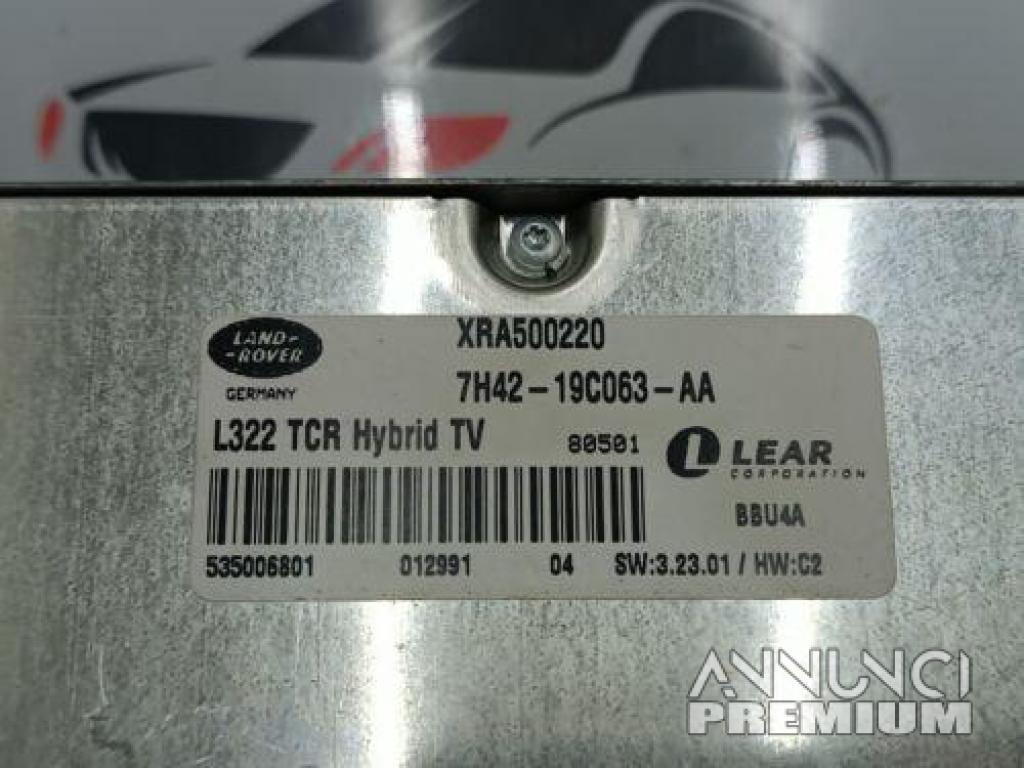 LAND-
-ROVER
GERMANY
XRA500220
7H42-19C063-AA
L322 TCR Hybrid TV
80501
LEAR
CORPORATION
BBU4A
535006801 012991 04 SW:3.23.01 / HW:C2
ANNUNCI
PREMIUM